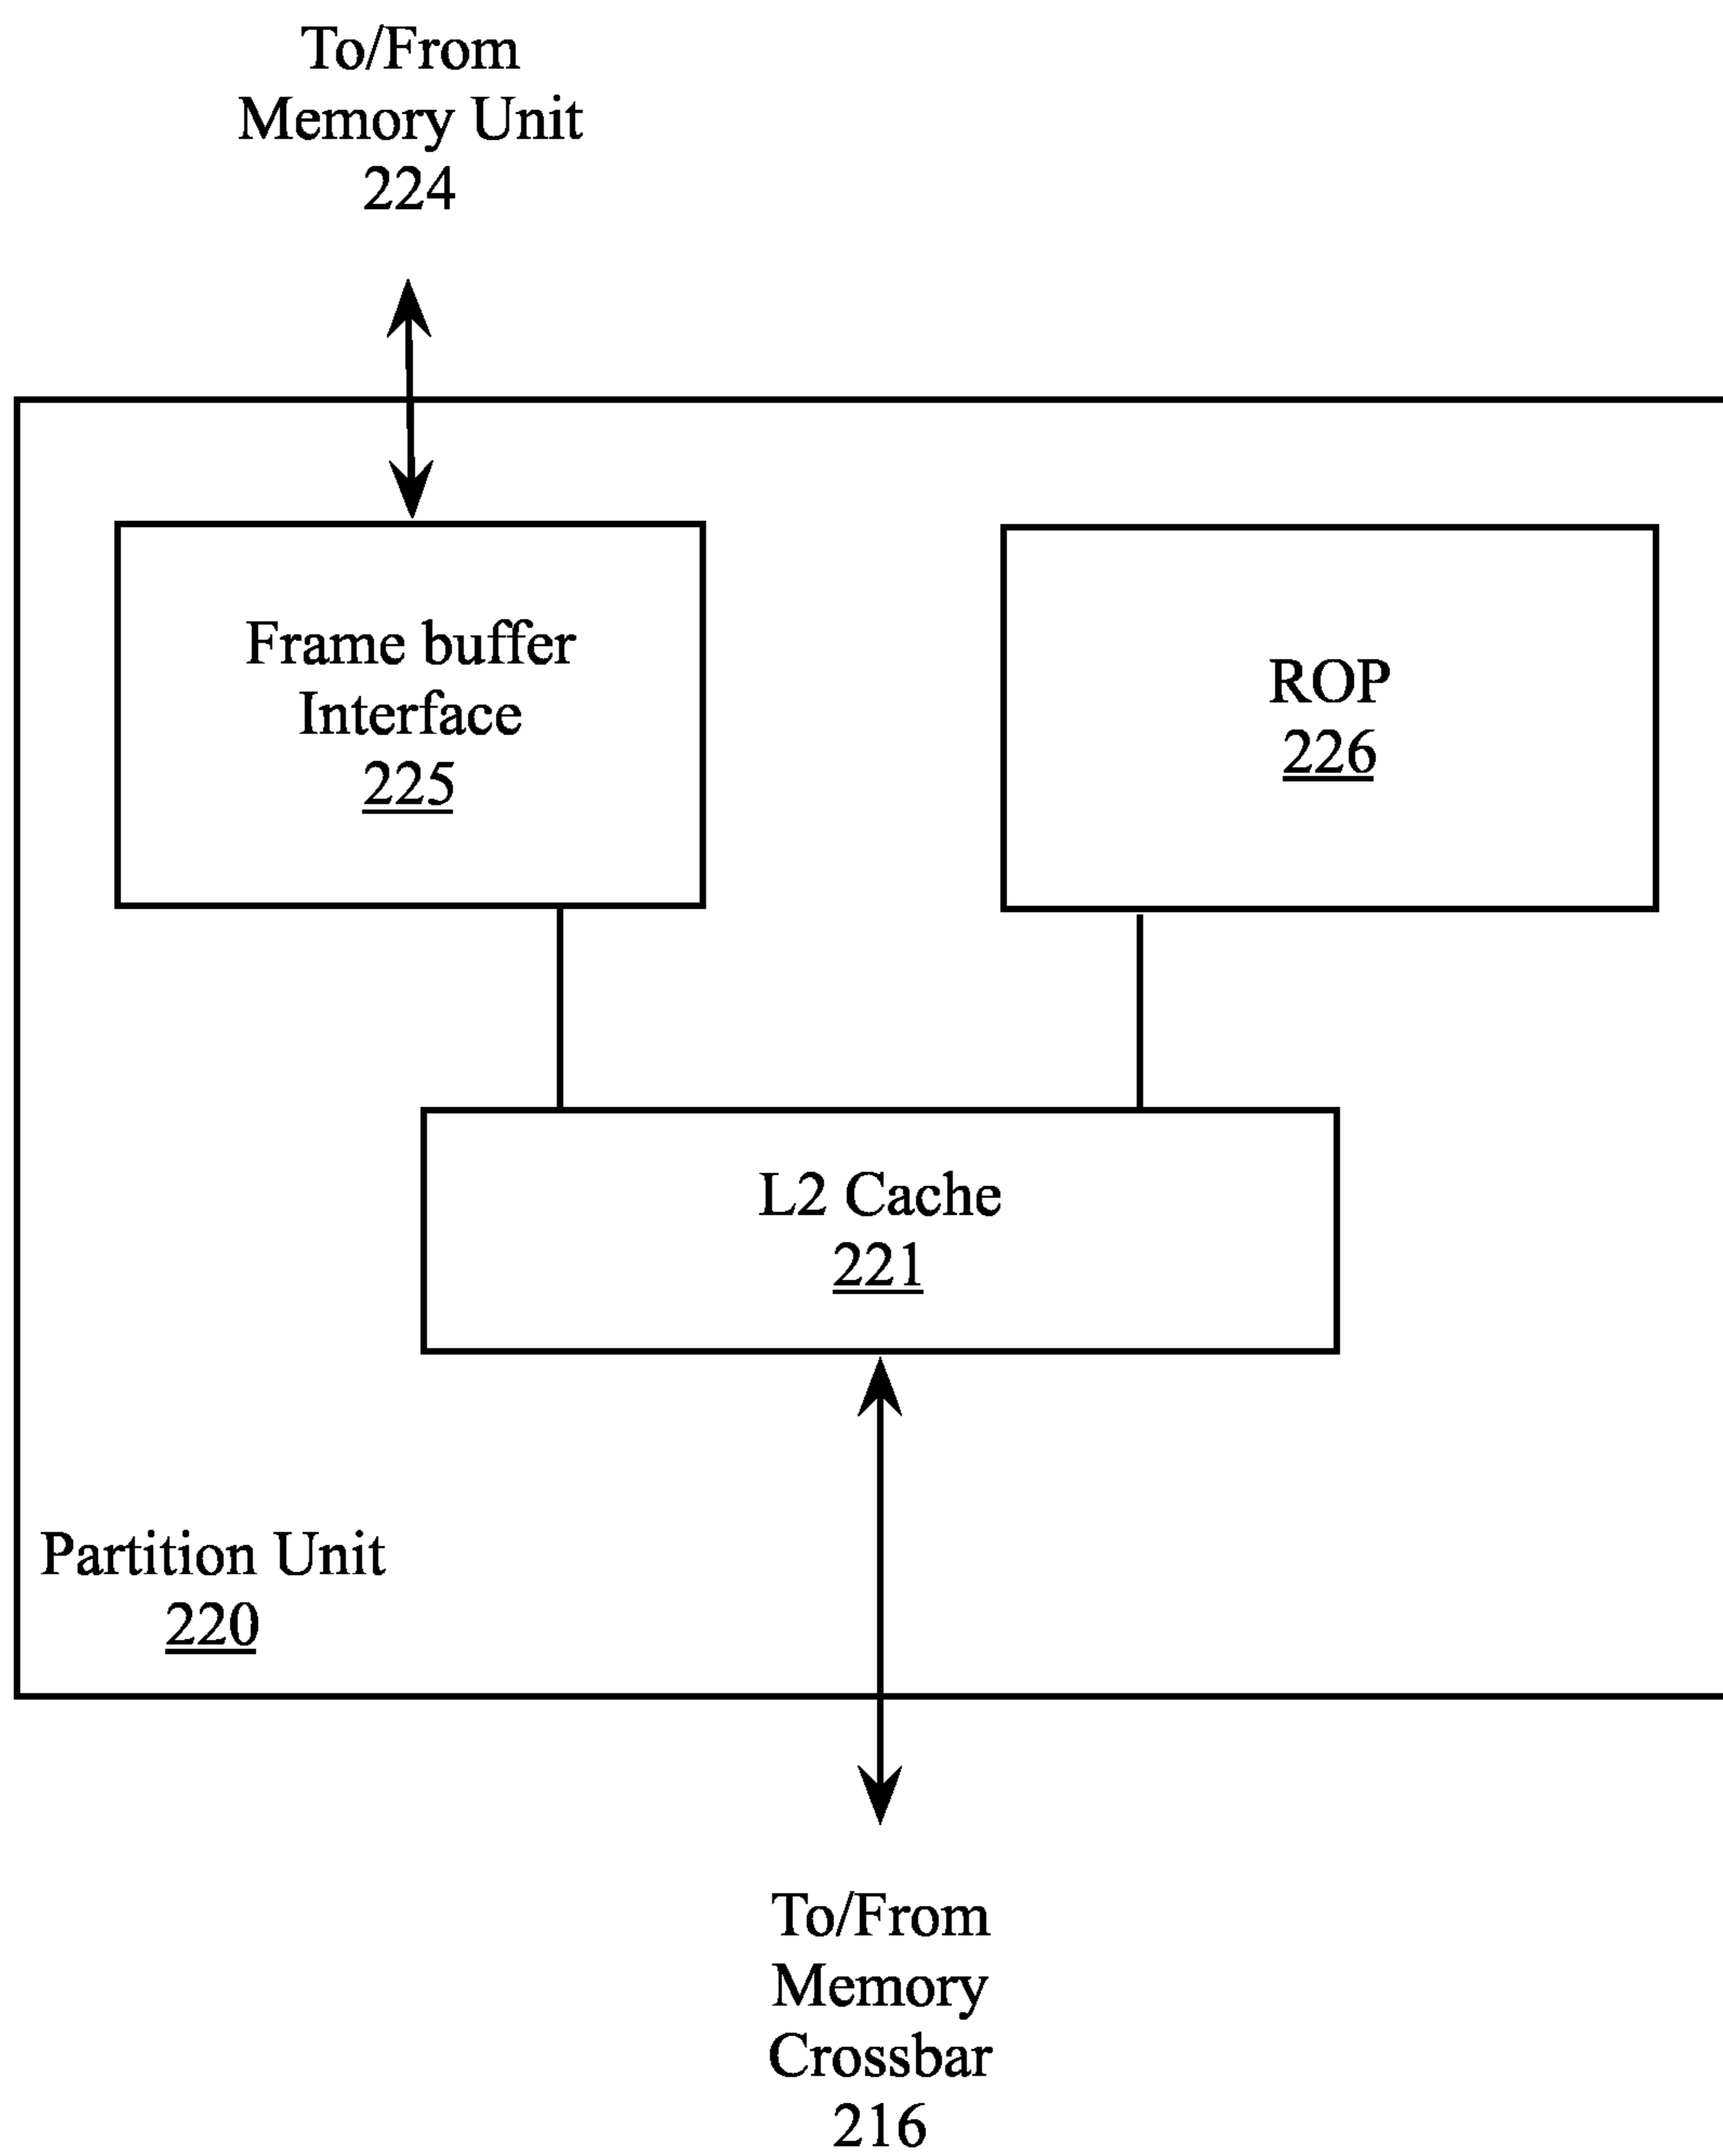 To/From
Memory Unit
224
Frame buffer
Interface
225
ROP
226
L2 Cache
221
Partition Unit
220
To/From
Memory
Crossbar
216